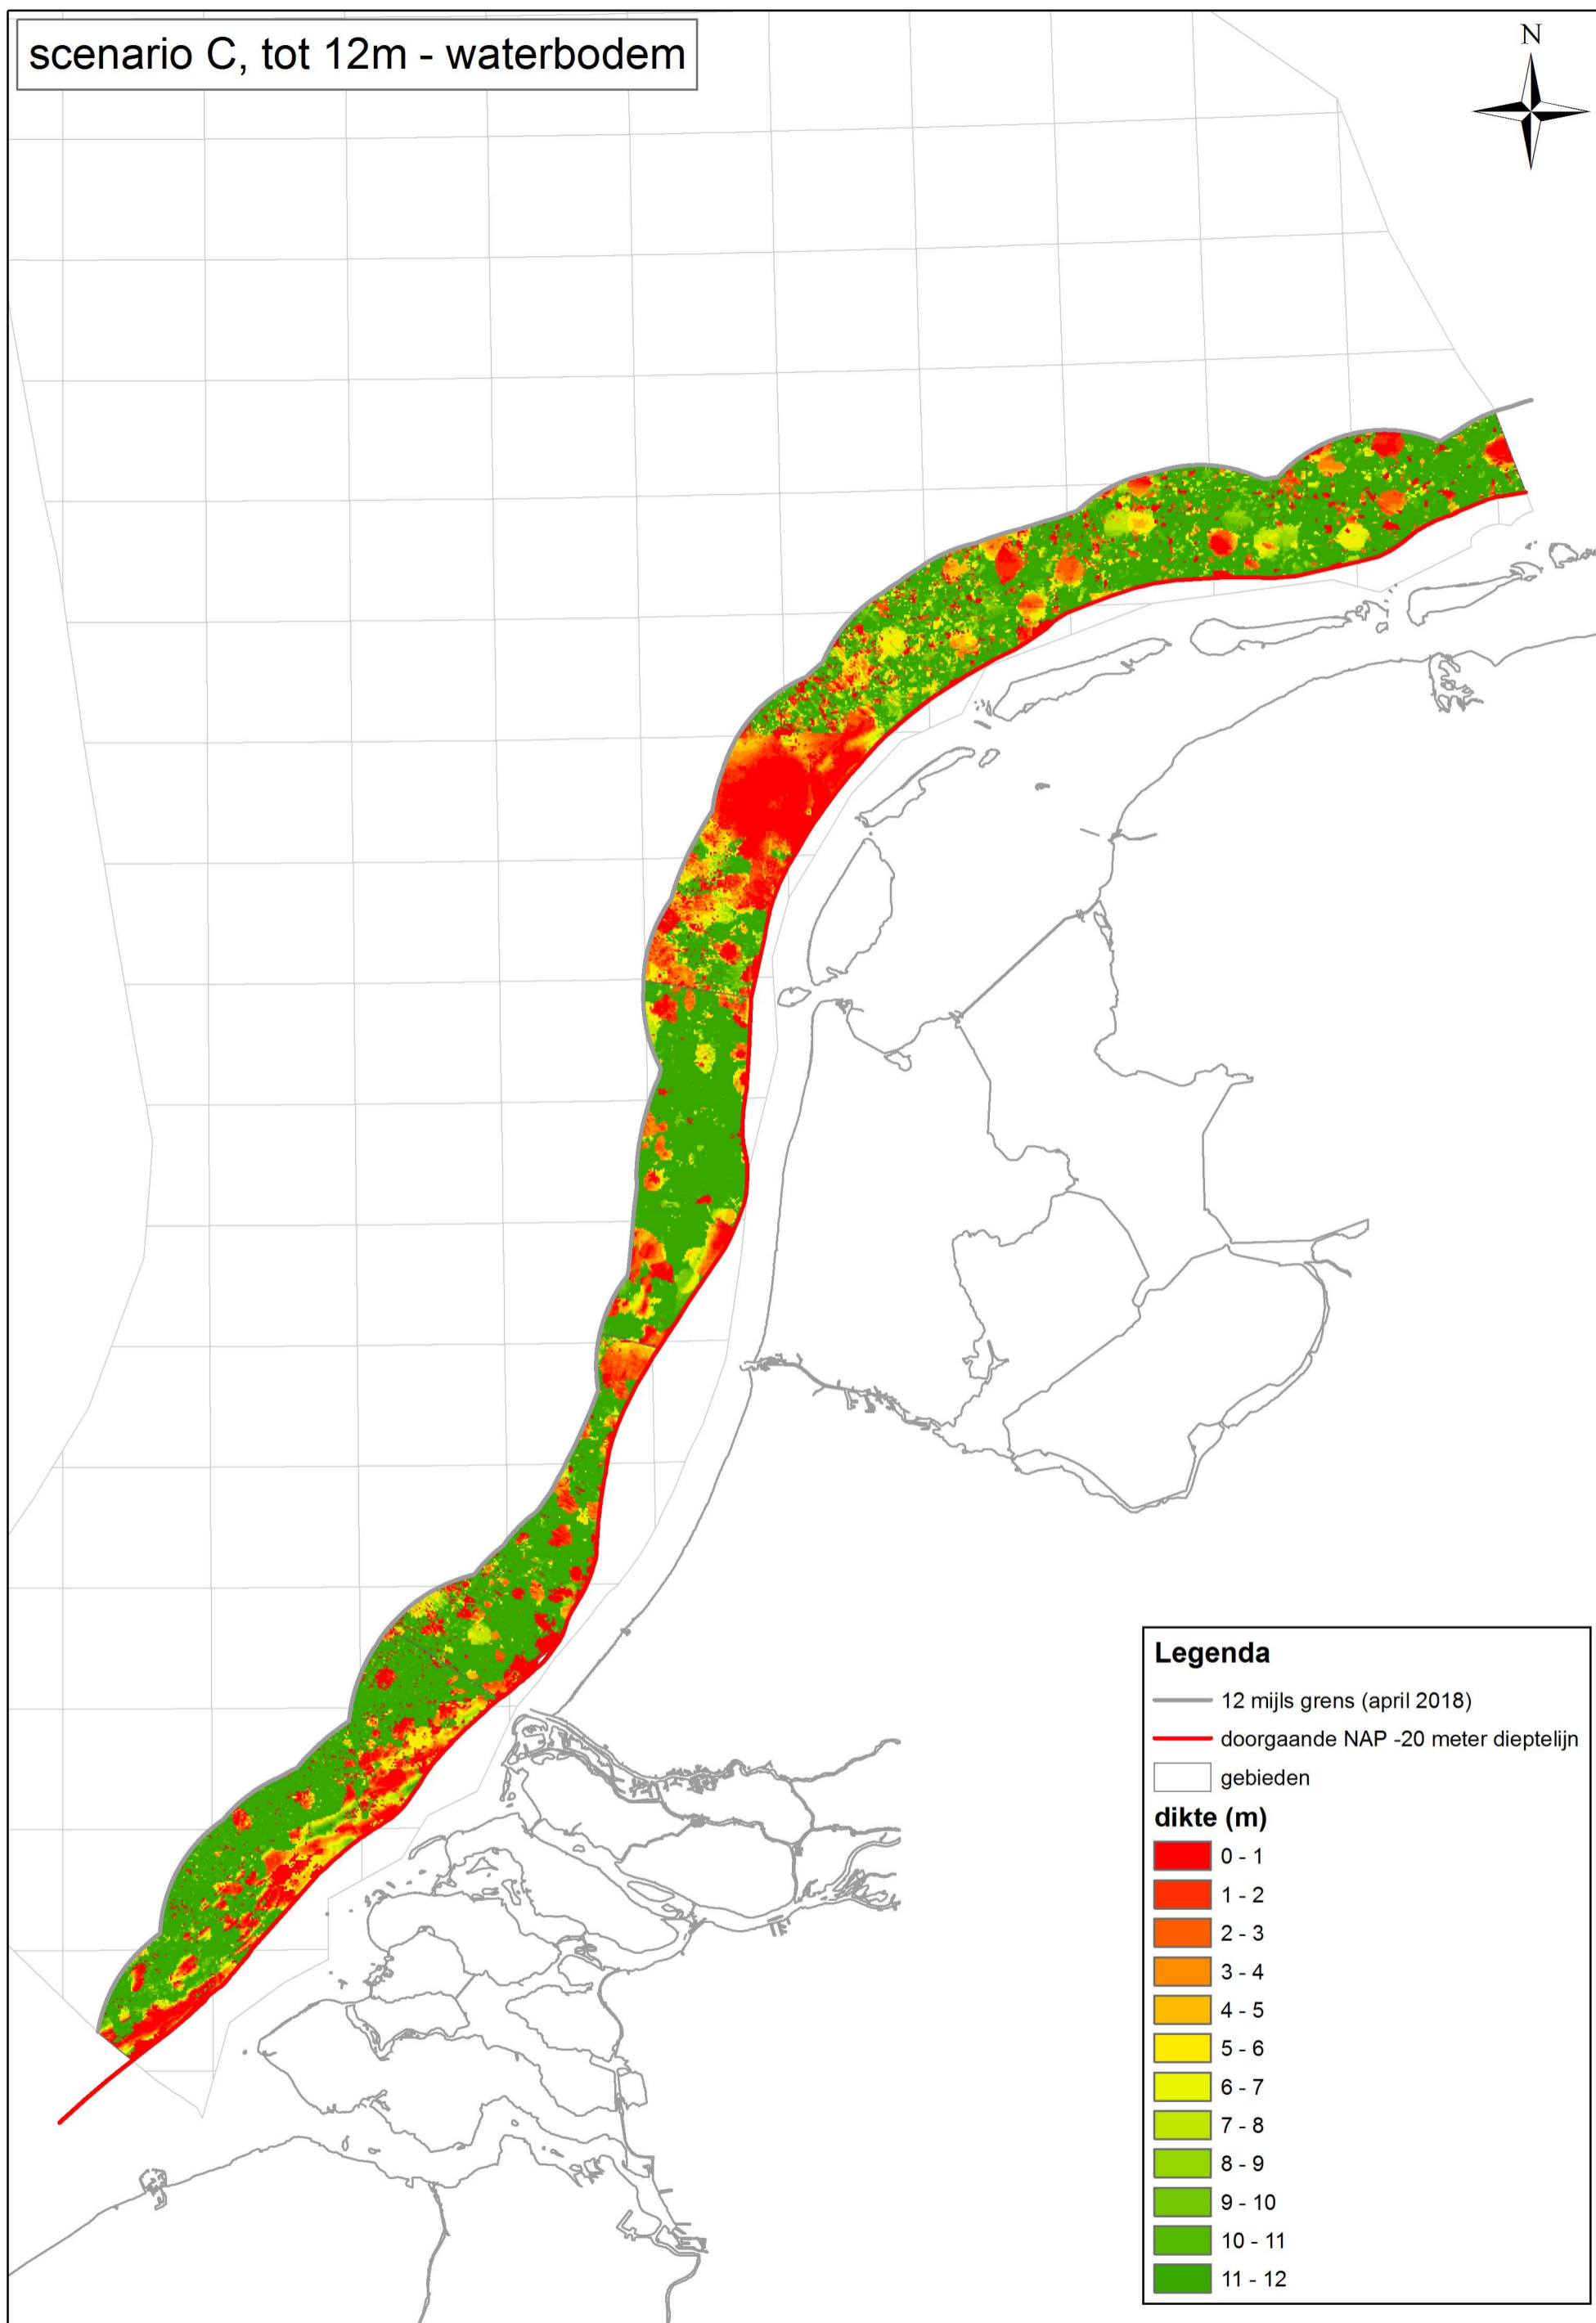 scenario C, tot 12m - waterbodem
N
Legenda
12 mijls grens (april 2018)
doorgaande NAP -20 meter dieptelijn
gebieden
dikte (m)
0 - 1
1 - 2
2 - 3
3 - 4
4 - 5
5 - 6
6 - 7
7 - 8
8 - 9
9 - 10
10 - 11
11 - 12